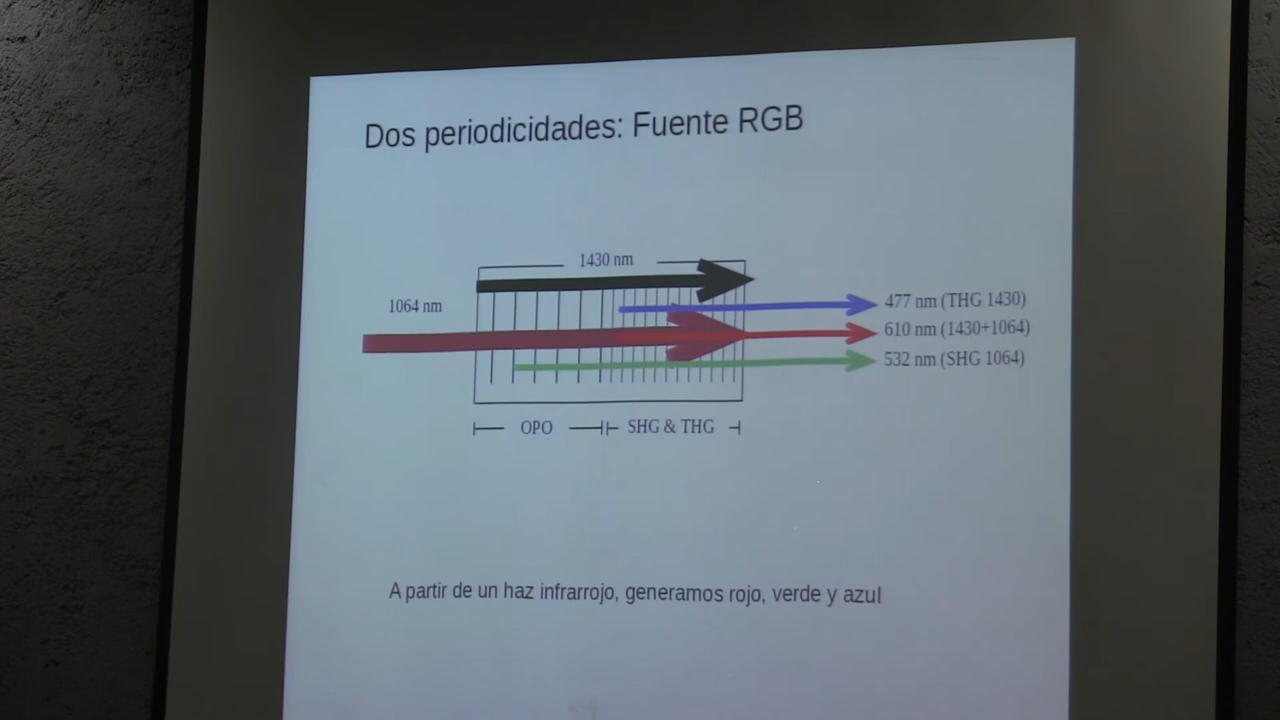 Dos periodicidades: Fuente RGB
1430 nm
1064 nm
477 nm (THG 1430)
610 nm (1430+1064)
532 nm (SHG 1064)
OPO
SHG & THG
A partir de un haz infrarrojo, generamos rojo, verde y azul